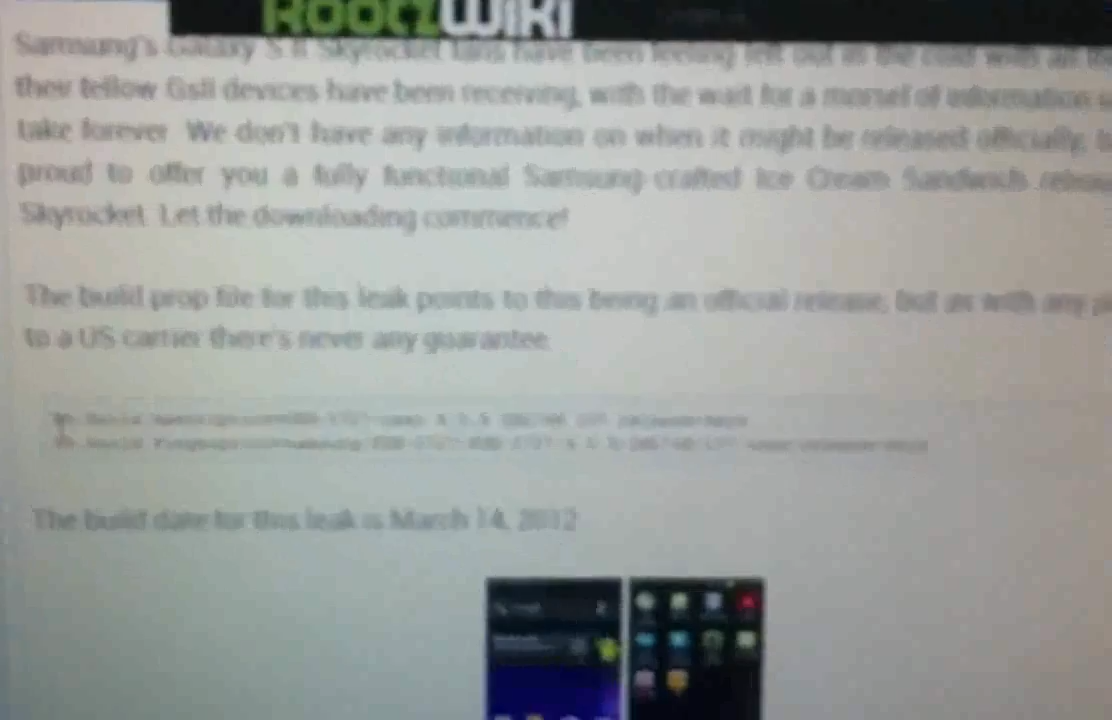 RootzWiki
Samsung's Galaxy S II Skyrocket fans have been feeling left out in the cold with all
their fellow GsII devices have been receiving, with the wait for a morsel of information
take forever. We don't have any information on when it might be released officially,
proud to offer you a fully functional Samsung crafted Ice Cream Sandwich
Skyrocket. Let the downloading commence!
The build prop file for this leak points to this being an official release, but as with any
to a US carrier there's never any guarantee.
The build date for this leak is March 14, 2012